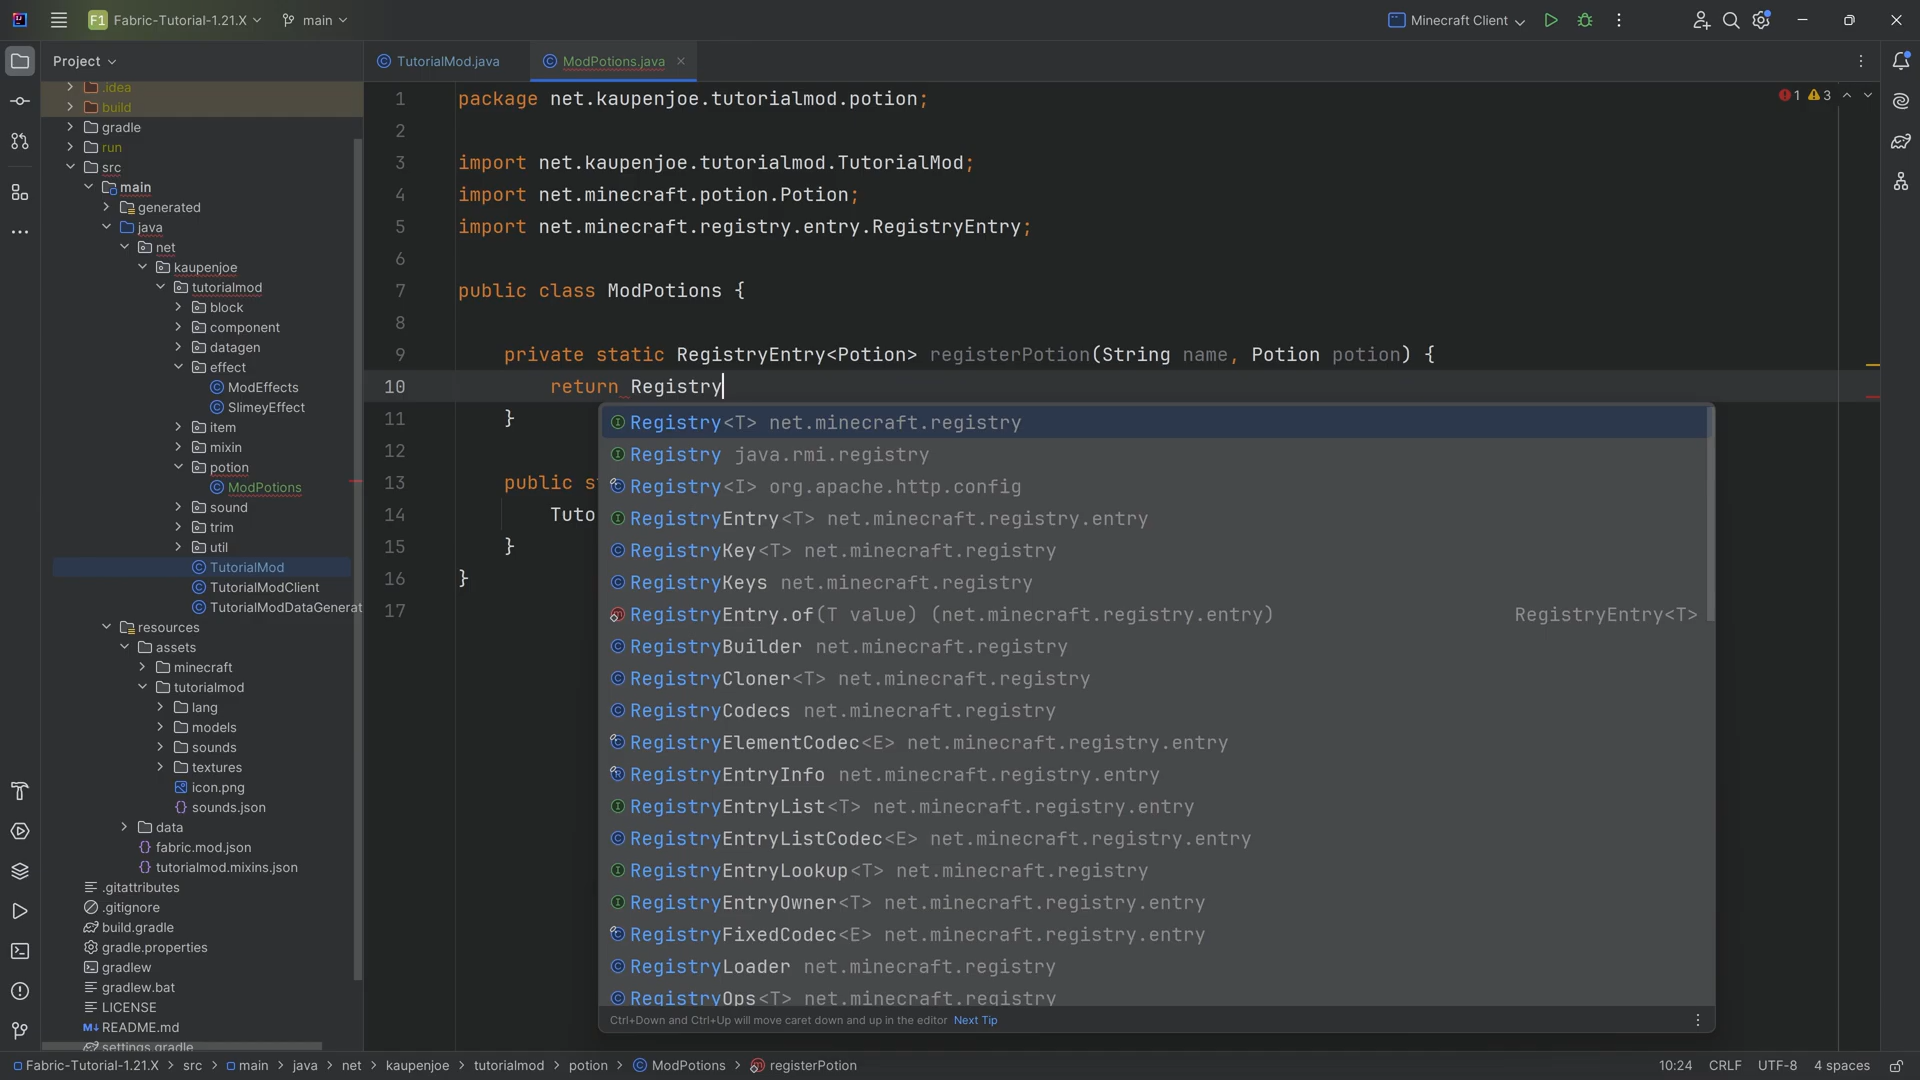 F1 Fabric-Tutorial-1.21.X main Minecraft Client
Project
.idea
build
gradle
run
src
main
generated
java
net
kaupenjoe
tutorialmod
block
component
datagen
effect
ModEffects
SlimeyEffect
item
mixin
potion
ModPotions
sound
trim
util
TutorialMod
TutorialModClient
TutorialModDataGenerat
resources
assets
minecraft
tutorialmod
lang
models
sounds
textures
icon.png
sounds.json
data
fabric.mod.json
tutorialmod.mixins.json
.gitattributes
.gitignore
build.gradle
gradle.properties
gradlew
gradlew.bat
LICENSE
README.md
settings.gradle
TutorialMod.java ModPotions.java
1 3
1 package net.kaupenjoe.tutorialmod.potion;
2
3 import net.kaupenjoe.tutorialmod.TutorialMod;
4 import net.minecraft.potion.Potion;
5 import net.minecraft.registry.entry.RegistryEntry;
6
7 public class ModPotions {
8
9 private static RegistryEntry<Potion> registerPotion(String name, Potion potion) {
10 return Registry
11 }
12
13 public s
14 Tuto
15 }
16 }
17
Registry<T> net.minecraft.registry
Registry java.rmi.registry
Registry<I> org.apache.http.config
RegistryEntry<T> net.minecraft.registry.entry
RegistryKey<T> net.minecraft.registry
RegistryKeys net.minecraft.registry
RegistryEntry.of(T value) (net.minecraft.registry.entry) RegistryEntry<T>
RegistryBuilder net.minecraft.registry
RegistryCloner<T> net.minecraft.registry
RegistryCodecs net.minecraft.registry
RegistryElementCodec<E> net.minecraft.registry.entry
RegistryEntryInfo net.minecraft.registry.entry
RegistryEntryList<T> net.minecraft.registry.entry
RegistryEntryListCodec<E> net.minecraft.registry.entry
RegistryEntryLookup<T> net.minecraft.registry
RegistryEntryOwner<T> net.minecraft.registry.entry
RegistryFixedCodec<E> net.minecraft.registry.entry
RegistryLoader net.minecraft.registry
RegistryOps<T> net.minecraft.registry
Ctrl+Down and Ctrl+Up will move caret down and up in the editor Next Tip
Fabric-Tutorial-1.21.X > src > main > java > net > kaupenjoe > tutorialmod > potion > ModPotions > registerPotion 10:24 CRLF UTF-8 4 spaces